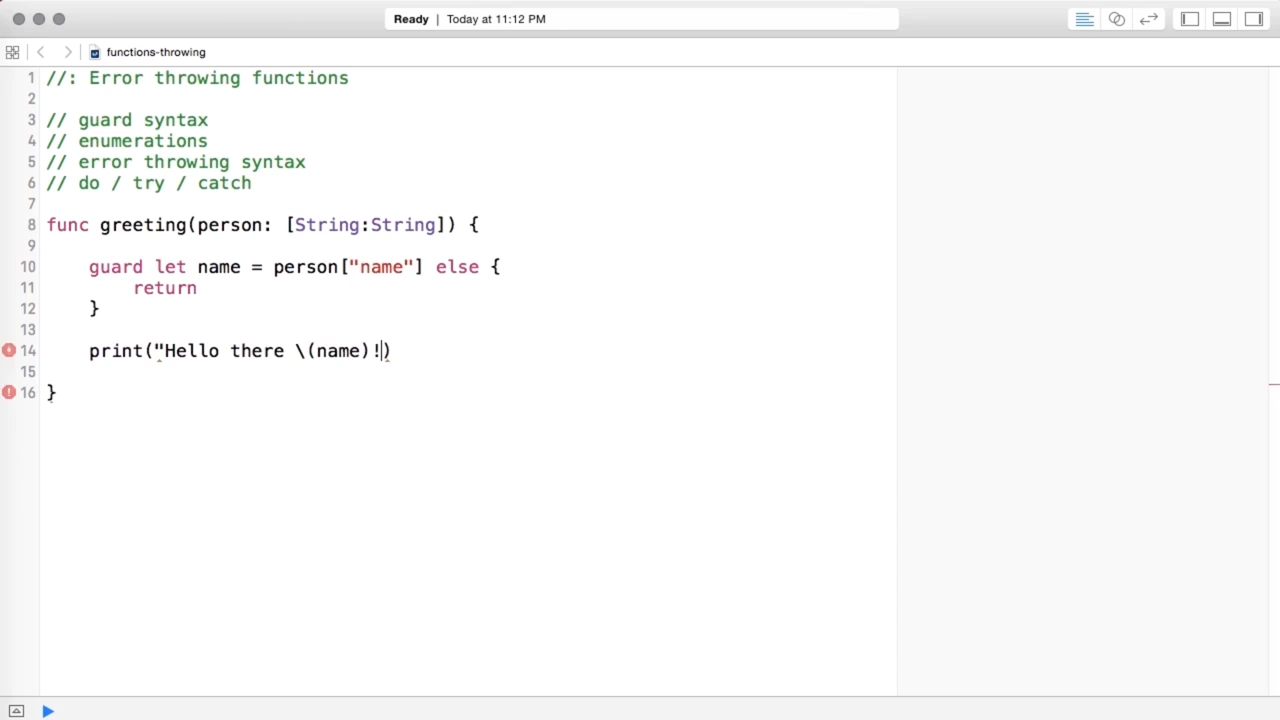 Ready | Today at 11:12 PM
functions-throwing
1 //: Error throwing functions
2
3 // guard syntax
4 // enumerations
5 // error throwing syntax
6 // do / try / catch
7
8 func greeting(person: [String:String]) {
9
10 guard let name = person["name"] else {
11 return
12 }
13
14 print("Hello there \(name)!)
15
16 }